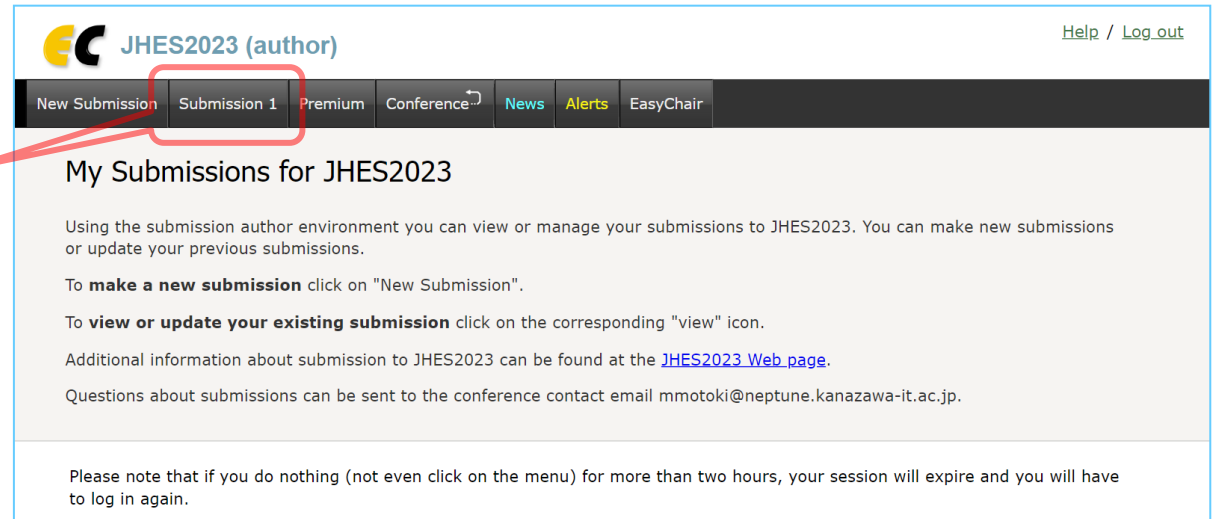 EC JHES2023 (author)
Help / Log out
New Submission Submission 1 Premium Conference News Alerts EasyChair
My Submissions for JHES2023
Using the submission author environment you can view or manage your submissions to JHES2023. You can make new submissions
or update your previous submissions.
To make a new submission click on "New Submission".
To view or update your existing submission click on the corresponding "view" icon.
Additional information about submission to JHES2023 can be found at the JHES2023 Web page.
Questions about submissions can be sent to the conference contact email mmotoki@neptune.kanazawa-it.ac.jp.
Please note that if you do nothing (not even click on the menu) for more than two hours, your session will expire and you will have
to log in again.